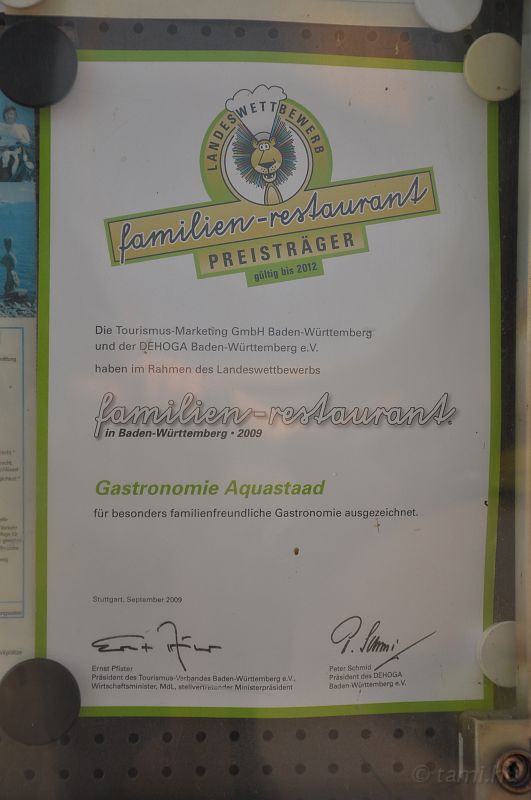 LANDESWETTBEWERB
familien-restaurant
PREISTRÄGER
gültig bis 2012
Die Tourismus-Marketing GmbH Baden-Württemberg
und der DEHOGA Baden-Württemberg e.V.
haben im Rahmen des Landeswettbewerbs
familien-restaurant
in Baden-Württemberg • 2009
Gastronomie Aquastaad
für besonders familienfreundliche Gastronomie ausgezeichnet.
Stuttgart, September 2009
Ernst Pfister
Präsident des Tourismus-Verbandes Baden-Württemberg e.V.,
Wirtschaftsminister, MdL, stellvertretender Ministerpräsident
P. Schmid
Peter Schmid
Präsident des DEHOGA
Baden-Württemberg e.V.